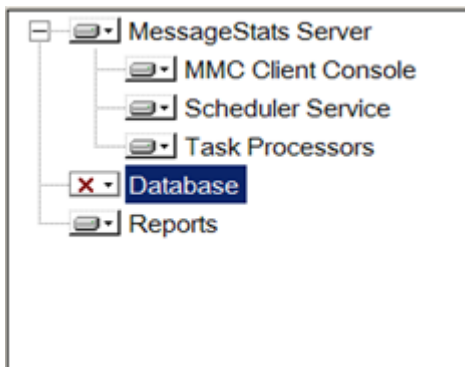 MessageStats Server
MMC Client Console
Scheduler Service
Task Processors
Database
Reports